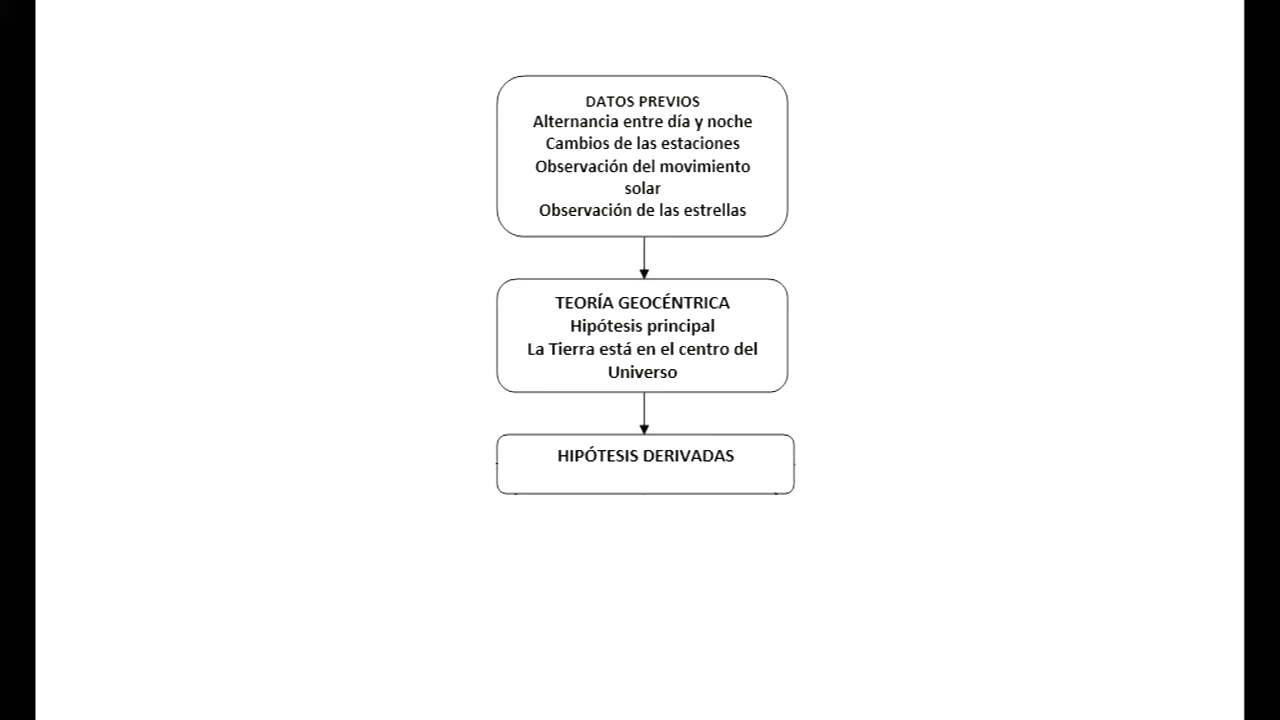 DATOS PREVIOS
Alternancia entre día y noche
Cambios de las estaciones
Observación del movimiento
solar
Observación de las estrellas
TEORÍA GEOCÉNTRICA
Hipótesis principal
La Tierra está en el centro del
Universo
HIPÓTESIS DERIVADAS